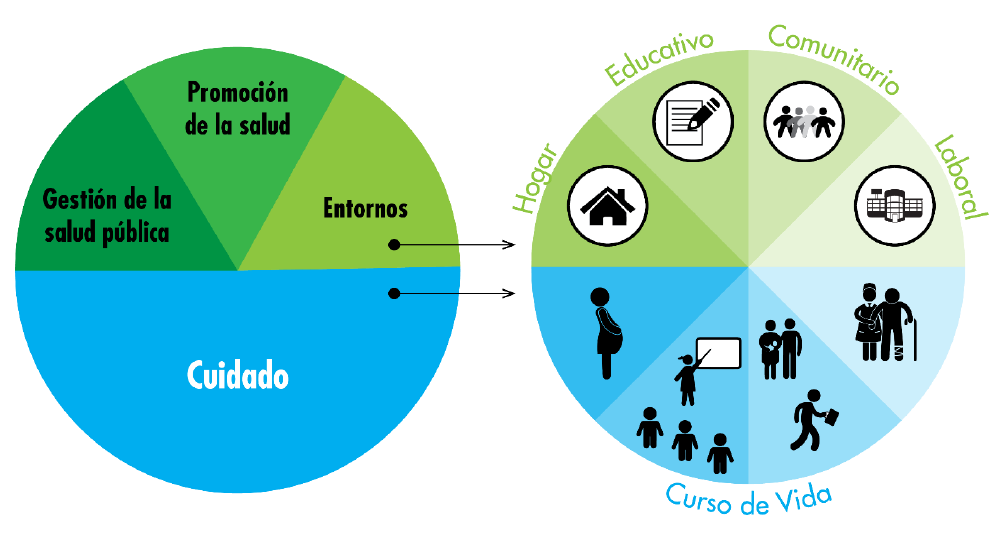 Promoción
de la salud
Gestión de la
salud pública
Entornos
Cuidado
Hogar
Educativo
Comunitario
Laboral
Curso de Vida